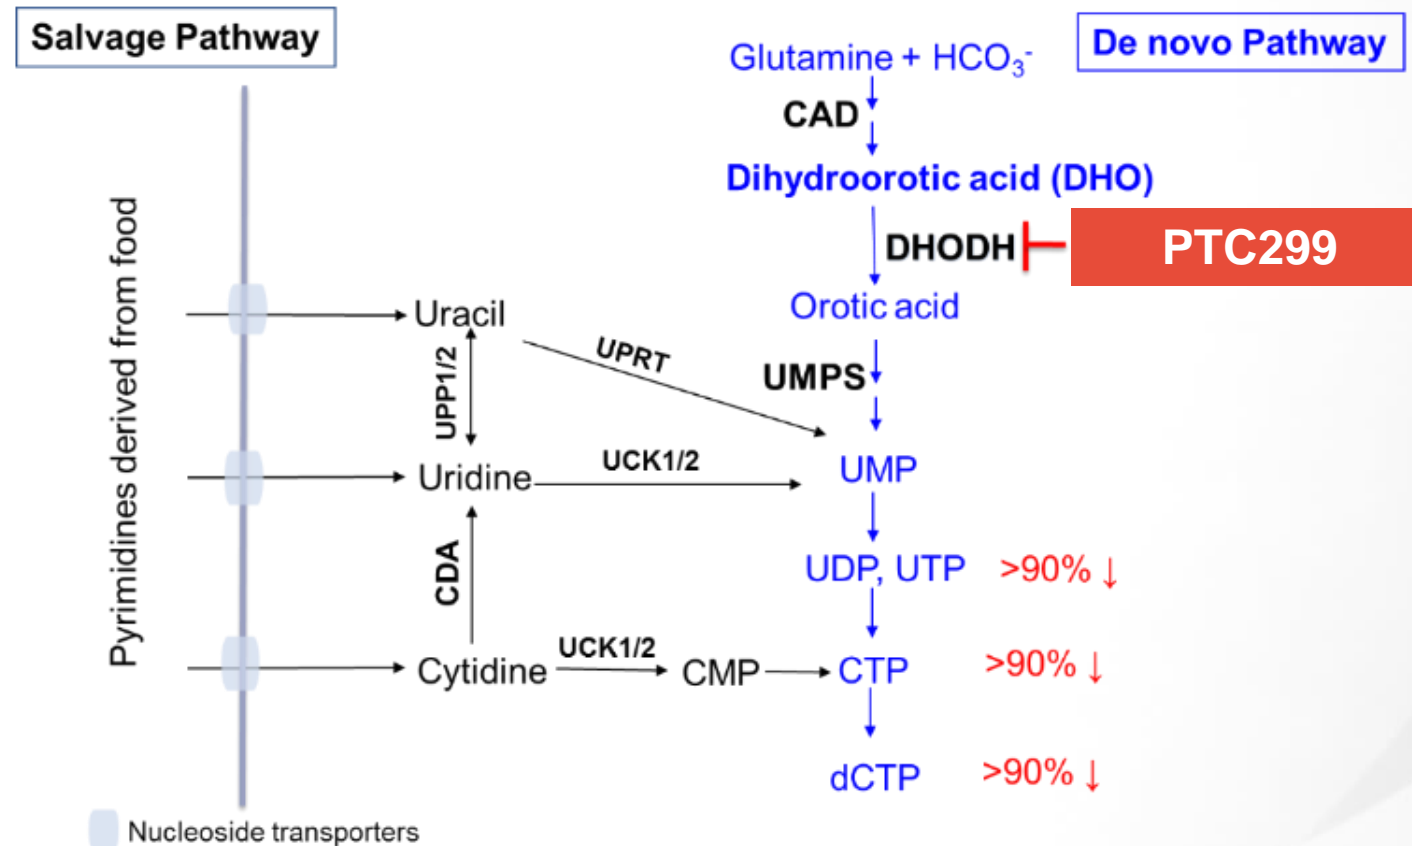 Salvage Pathway
De novo Pathway
Glutamine + HCO₃⁻
CAD
Dihydroorotic acid (DHO)
DHODH
PTC299
Orotic acid
UMPS
Pyrimidines derived from food
Uracil
UPRT
UPP1/2
Uridine
UCK1/2
UMP
CDA
UDP, UTP >90% ↓
Cytidine
UCK1/2
CMP
CTP >90% ↓
dCTP >90% ↓
Nucleoside transporters